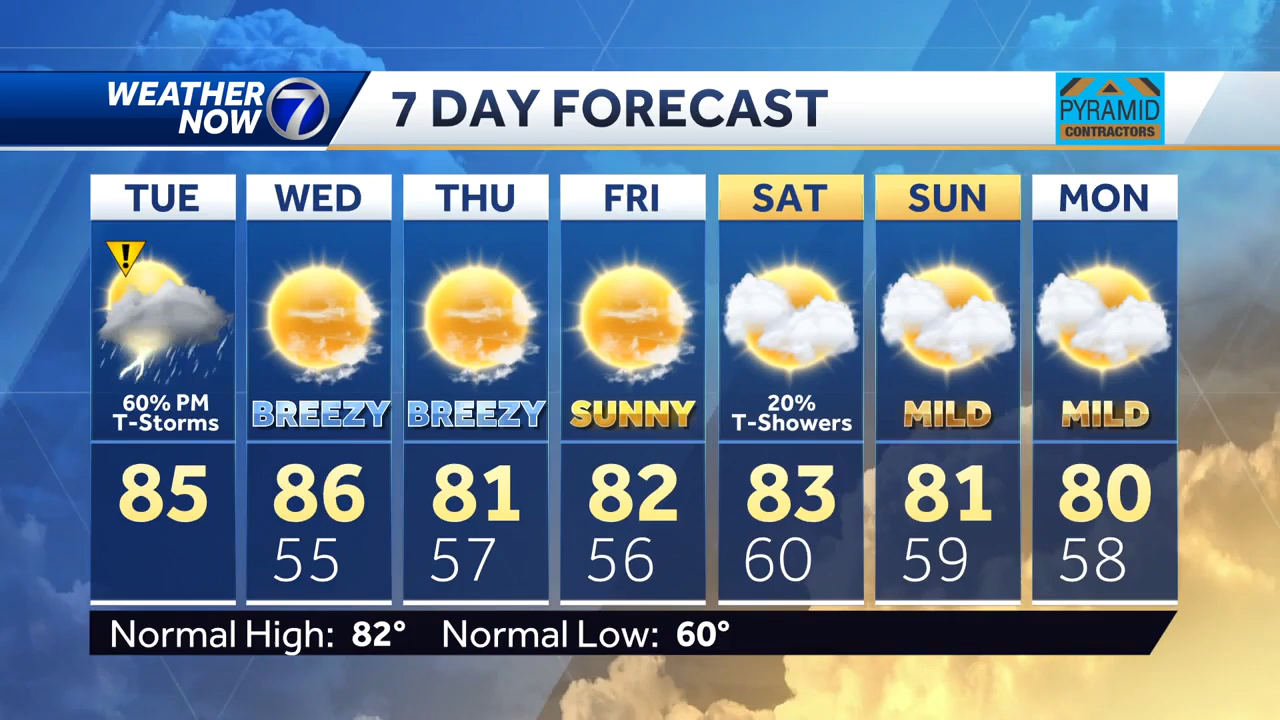 WEATHER
NOW
7
7 DAY FORECAST
PYRAMID
CONTRACTORS
TUE
WED
THU
FRI
SAT
SUN
MON
!
60% PM
T-Storms
BREEZY
BREEZY
SUNNY
20%
T-Showers
MILD
MILD
85
86
81
82
83
81
80
55
57
56
60
59
58
Normal High: 82° Normal Low: 60°